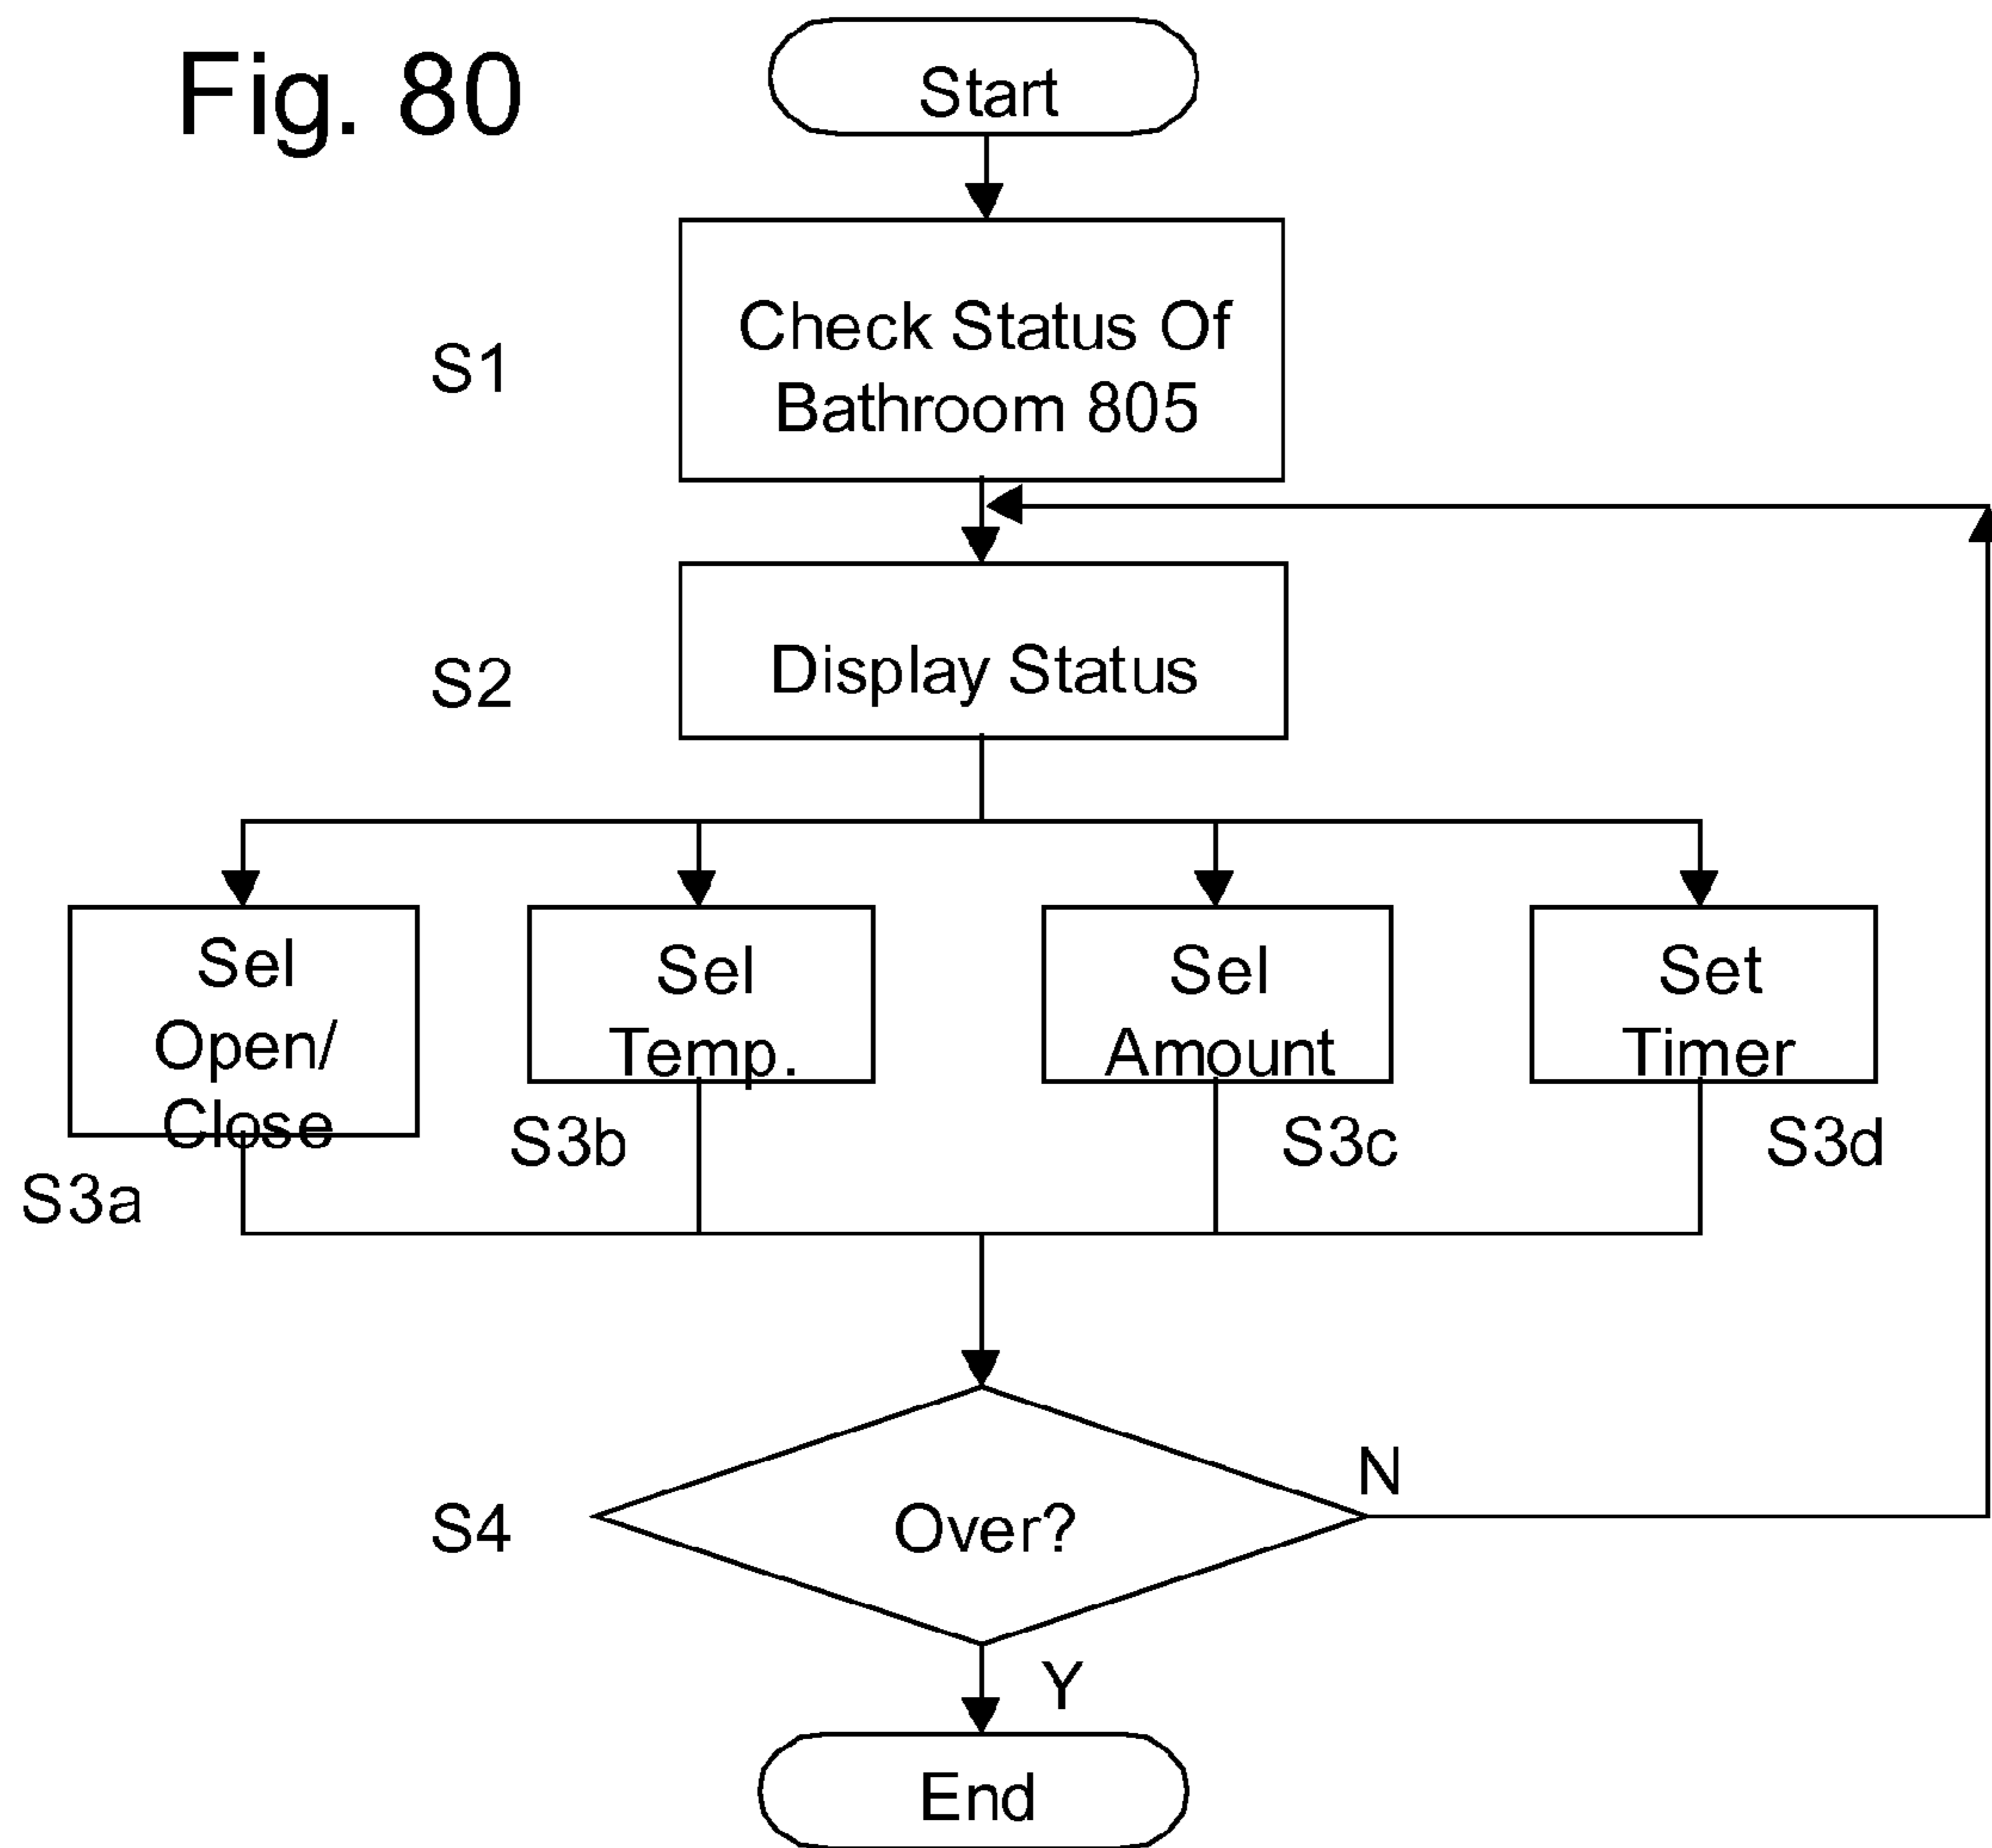 Fig. 80
Start
S1
Check Status Of
Bathroom 805
S2
Display Status
Sel
Open/
Close
S3a
Sel
Temp.
S3b
Sel
Amount
S3c
Set
Timer
S3d
S4
Over?
N
Y
End